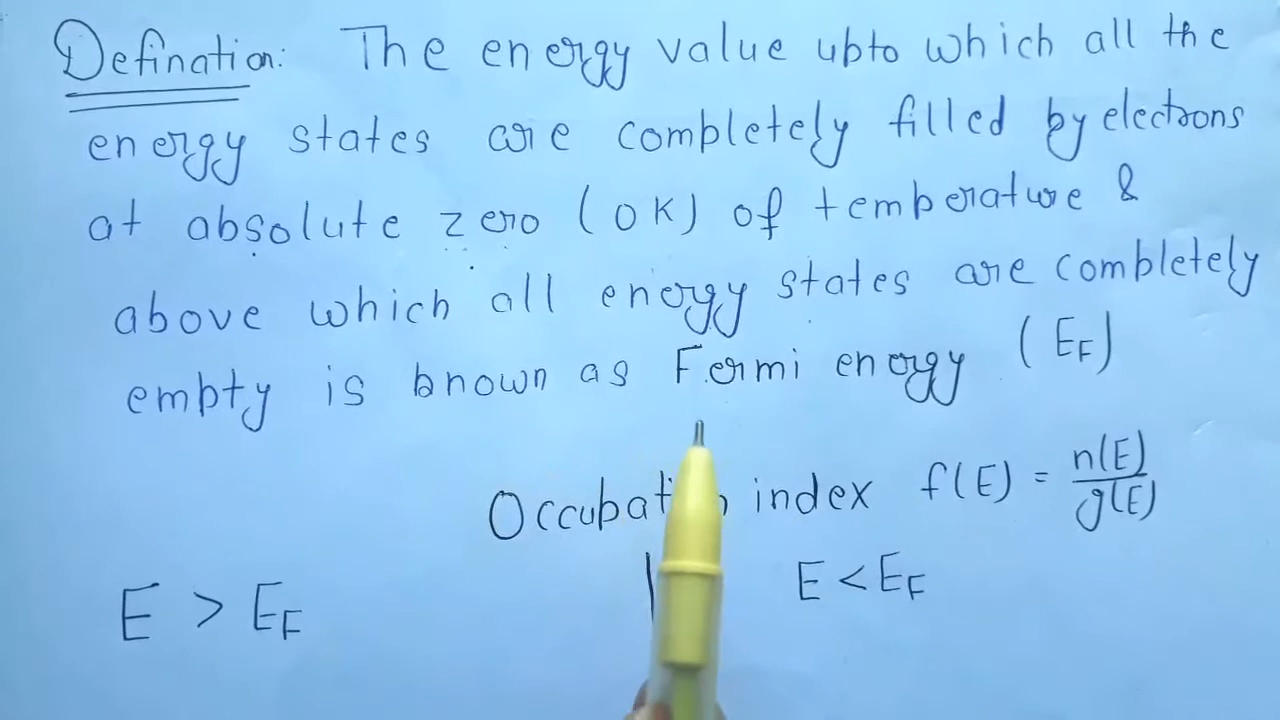 Defination: The energy value upto which all the
energy states are completely filled by electrons
at absolute zero (0K) of temperature &
above which all energy states are completely
empty is known as Fermi energy (EF)
index f(E) = n(E)/g(E)
E > EF E < EF